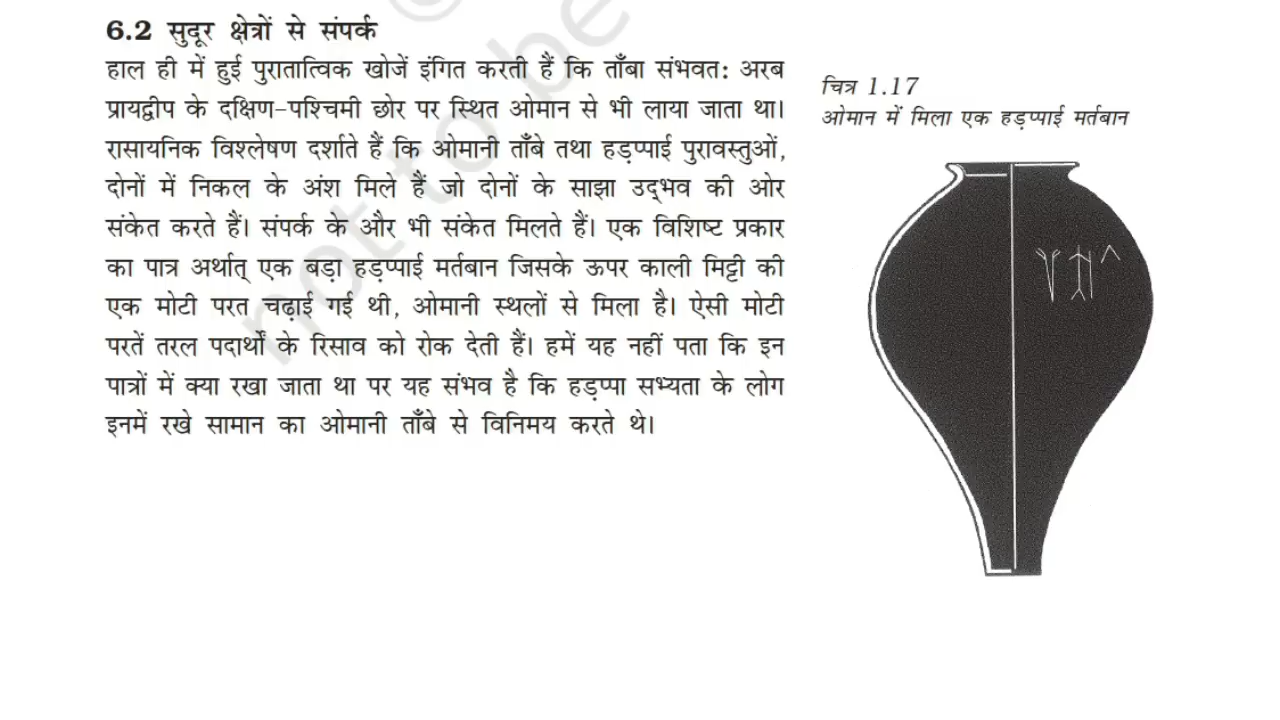 6.2 सुदूर क्षेत्रों से संपर्क
हाल ही में हुई पुरातात्विक खोजें इंगित करती हैं कि ताँबा संभवत: अरब
प्रायद्वीप के दक्षिण-पश्चिमी छोर पर स्थित ओमान से भी लाया जाता था।
रासायनिक विश्लेषण दर्शाते हैं कि ओमानी ताँबे तथा हड़प्पाई पुरावस्तुओं,
दोनों में निकल के अंश मिले हैं जो दोनों के साझा उद्भव की ओर
संकेत करते हैं। संपर्क के और भी संकेत मिलते हैं। एक विशिष्ट प्रकार
का पात्र अर्थात् एक बड़ा हड़प्पाई मर्तबान जिसके ऊपर काली मिट्टी की
एक मोटी परत चढ़ाई गई थी, ओमानी स्थलों से मिला है। ऐसी मोटी
परतें तरल पदार्थों के रिसाव को रोक देती हैं। हमें यह नहीं पता कि इन
पात्रों में क्या रखा जाता था पर यह संभव है कि हड़प्पा सभ्यता के लोग
इनमें रखे सामान का ओमानी ताँबे से विनिमय करते थे।
चित्र 1.17
ओमान में मिला एक हड़प्पाई मर्तबान
not to be